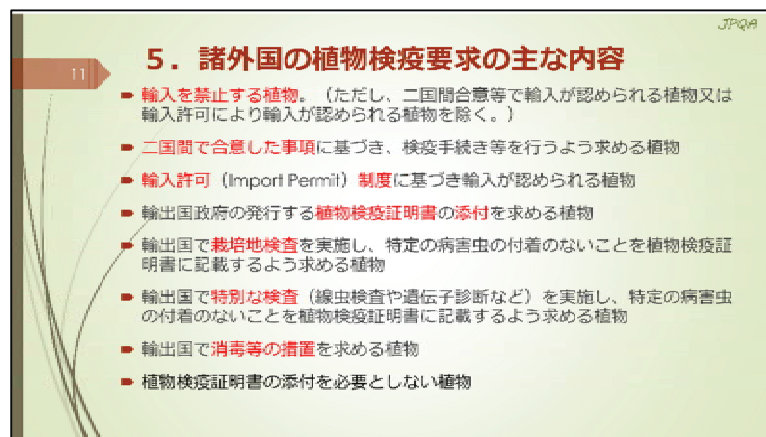 JPQA
11
５．諸外国の植物検疫要求の主な内容
輸入を禁止する植物。（ただし、二国間合意等で輸入が認められる植物又は
輸入許可により輸入が認められる植物を除く。）
二国間で合意した事項に基づき、検疫手続き等を行うよう求める植物
輸入許可（Import Permit）制度に基づき輸入が認められる植物
輸出国政府の発行する植物検疫証明書の添付を求める植物
輸出国で栽培地検査を実施し、特定の病害虫の付着のないことを植物検疫証
明書に記載するよう求める植物
輸出国で特別な検査（線虫検査や遺伝子診断など）を実施し、特定の病害虫
の付着のないことを植物検疫証明書に記載するよう求める植物
輸出国で消毒等の措置を求める植物
植物検疫証明書の添付を必要としない植物